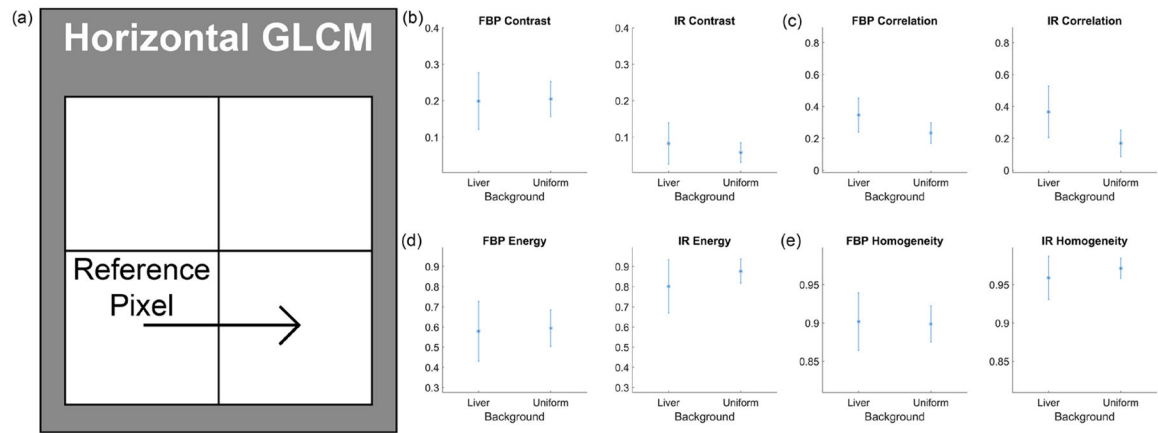 (a)
Horizontal GLCM
Reference
Pixel
(b)
FBP Contrast
0.4
0.3
0.2
0.1
Liver
Uniform
Background
IR Contrast
0.4
0.3
0.2
0.1
Liver
Uniform
Background
(c)
FBP Correlation
0.8
0.6
0.4
0.2
0
Liver
Uniform
Background
IR Correlation
0.8
0.6
0.4
0.2
0
Liver
Uniform
Background
(d)
FBP Energy
0.9
0.8
0.7
0.6
0.5
0.4
0.3
Liver
Uniform
Background
IR Energy
0.9
0.8
0.7
0.6
0.5
0.4
0.3
Liver
Uniform
Background
(e)
FBP Homogeneity
0.95
0.9
0.85
Liver
Uniform
Background
IR Homogeneity
0.95
0.9
0.85
Liver
Uniform
Background